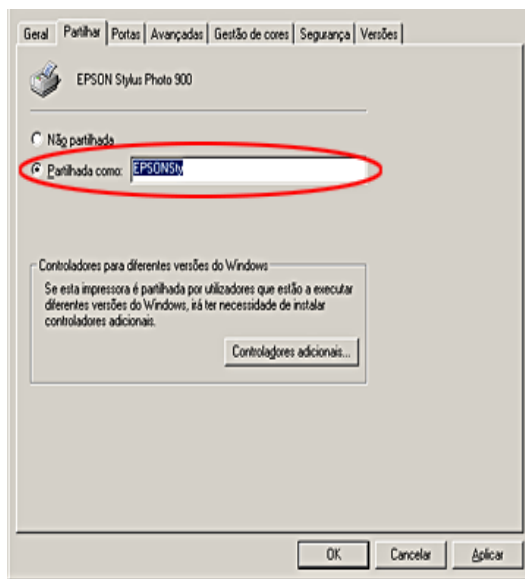 Geral Partilhar Portas Avançadas Gestão de cores Segurança Versões
EPSON Stylus Photo 900
Não partilhada
Partilhada como: EPSONSty
Controladores para diferentes versões do Windows
Se esta impressora é partilhada por utilizadores que estão a executar
diferentes versões do Windows, irá ter necessidade de instalar
controladores adicionais.
Controladores adicionais...
OK Cancelar Aplicar